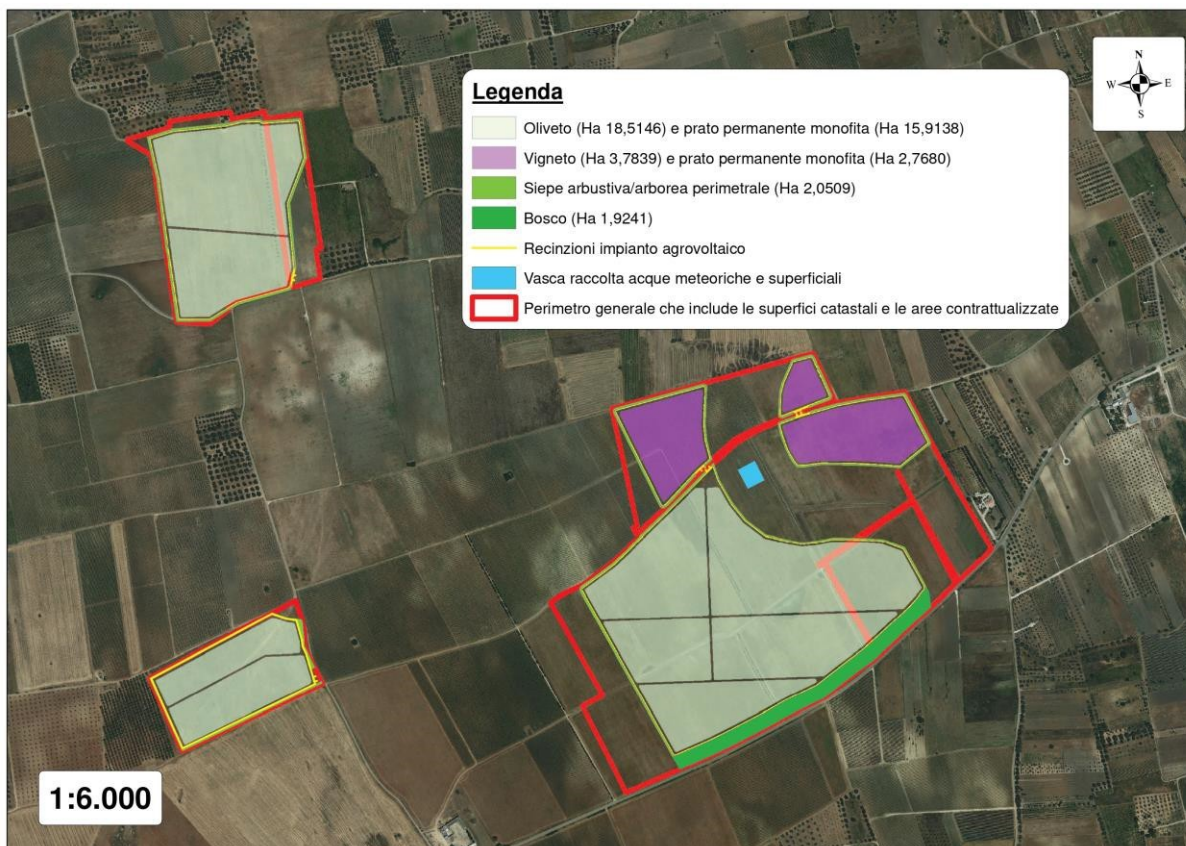 N
W E
S
Legenda
Oliveto (Ha 18,5146) e prato permanente monofita (Ha 15,9138)
Vigneto (Ha 3,7839) e prato permanente monofita (Ha 2,7680)
Siepe arbustiva/arborea perimetrale (Ha 2,0509)
Bosco (Ha 1,9241)
Recinzioni impianto agrovoltaico
Vasca raccolta acque meteoriche e superficiali
Perimetro generale che include le superfici catastali e le aree contrattualizzate
1:6.000